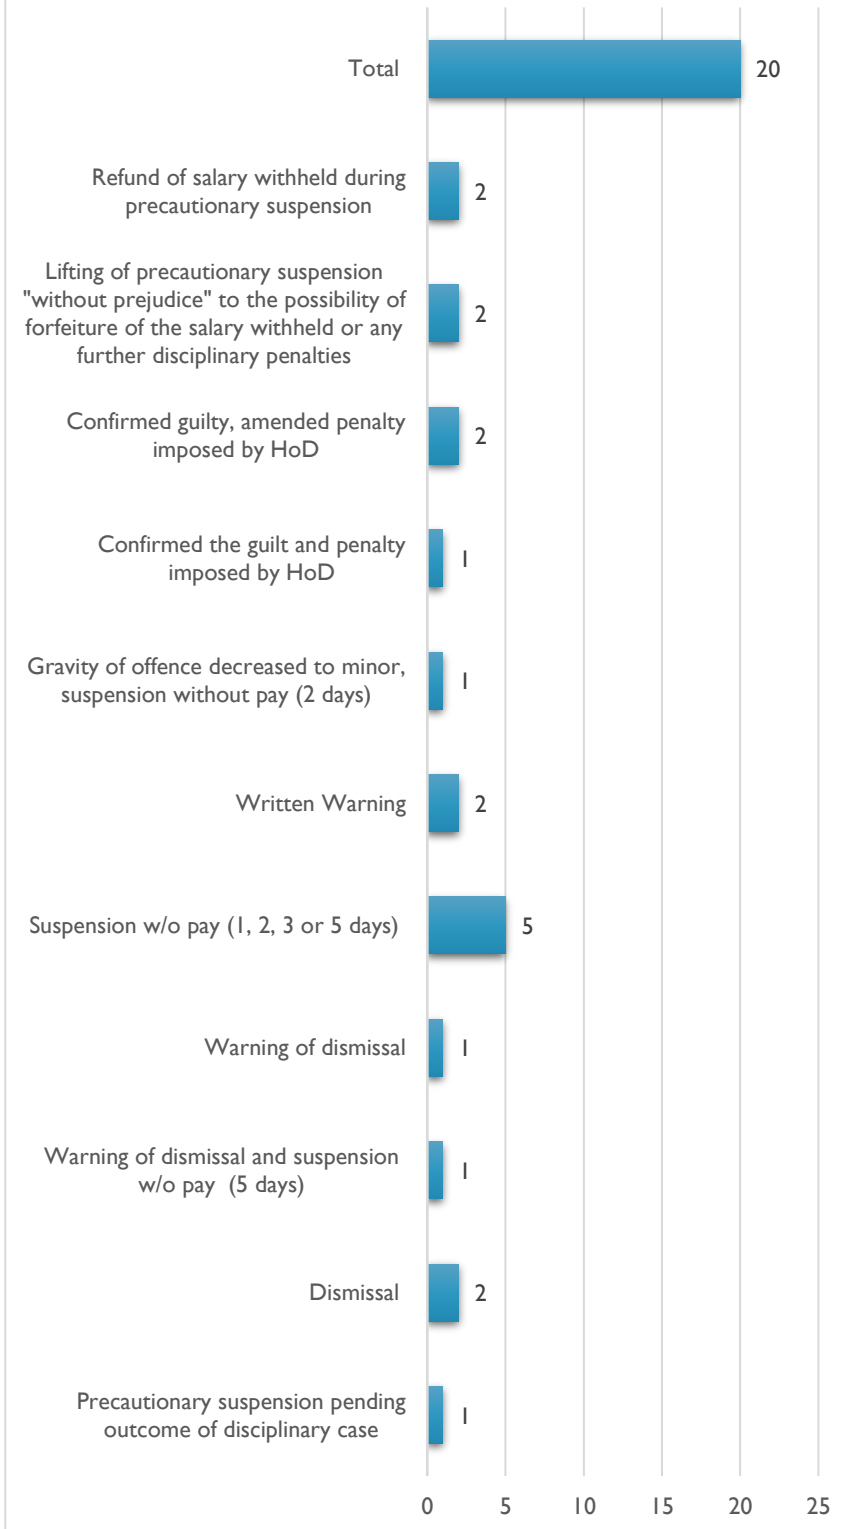 Total
20
Refund of salary withheld during
precautionary suspension
2
Lifting of precautionary suspension
"without prejudice" to the possibility of
forfeiture of the salary withheld or any
further disciplinary penalties
2
Confirmed guilty, amended penalty
imposed by HoD
2
Confirmed the guilt and penalty
imposed by HoD
1
Gravity of offence decreased to minor,
suspension without pay (2 days)
1
Written Warning
2
Suspension w/o pay (1, 2, 3 or 5 days)
5
Warning of dismissal
1
Warning of dismissal and suspension
w/o pay  (5 days)
1
Dismissal
2
Precautionary suspension pending
outcome of disciplinary case
1
0 5 10 15 20 25